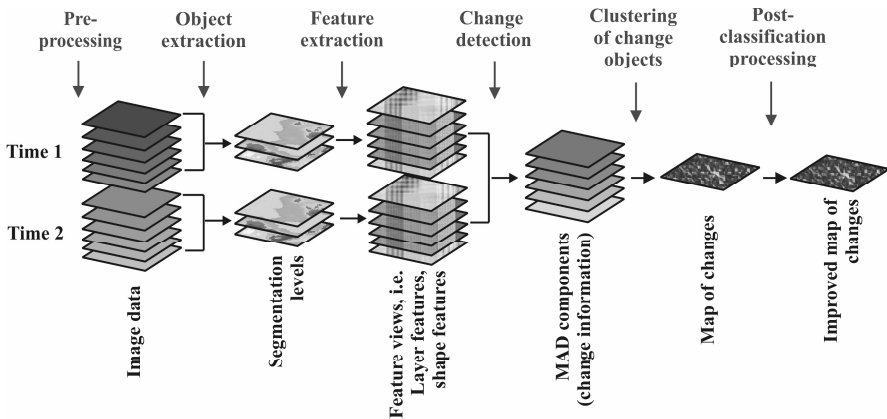 Pre-
processing
Object
extraction
Feature
extraction
Change
detection
Clustering
of change
objects
Post-
classification
processing
Time 1
Time 2
Image data
Segmentation
levels
Feature views, i.e.
Layer features,
shape features
MAD components
(change information)
Map of changes
Improved map of
changes